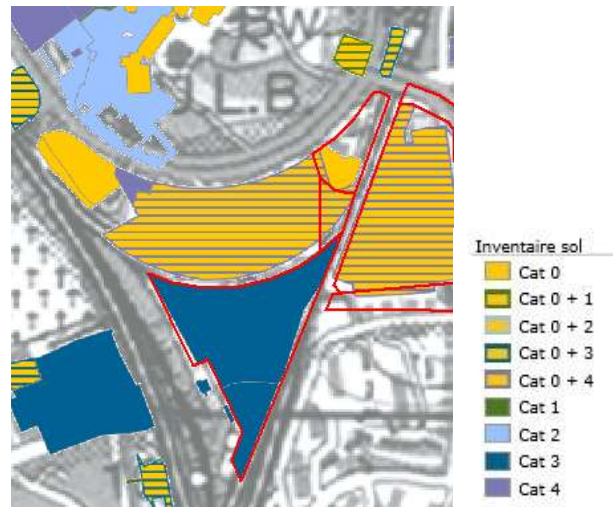 BW.
J.L.B
Inventaire sol
Cat 0
Cat 0 + 1
Cat 0 + 2
Cat 0 + 3
Cat 0 + 4
Cat 1
Cat 2
Cat 3
Cat 4